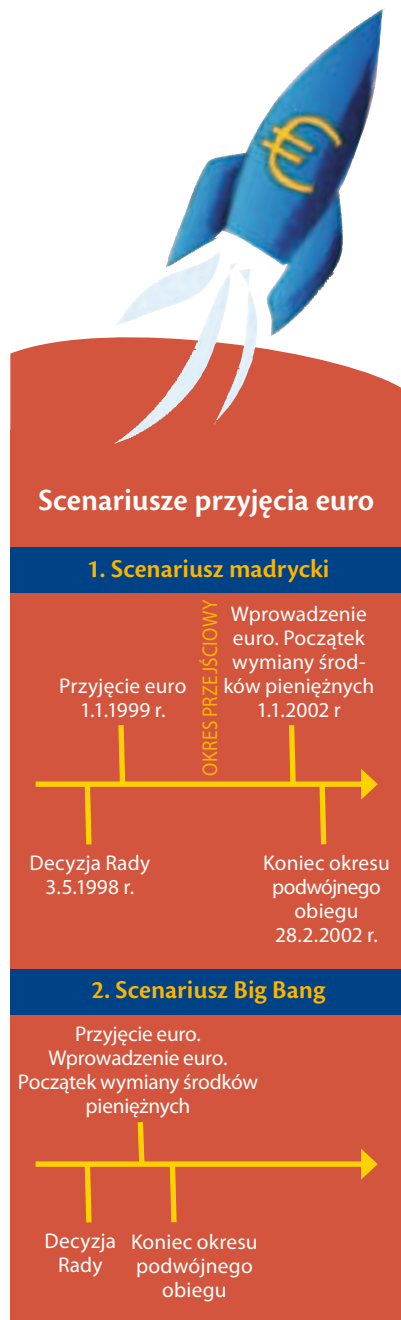 €
Scenariusze przyjęcia euro
1. Scenariusz madrycki
Przyjęcie euro
1.1.1999 r.
OKRES PRZEJŚCIOWY
Wprowadzenie
euro. Początek
wymiany środ-
ków pieniężnych
1.1.2002 r
Decyzja Rady
3.5.1998 r.
Koniec okresu
podwójnego
obiegu
28.2.2002 r.
2. Scenariusz Big Bang
Przyjęcie euro.
Wprowadzenie euro.
Początek wymiany środków
pieniężnych
Decyzja
Rady
Koniec okresu
podwójnego
obiegu